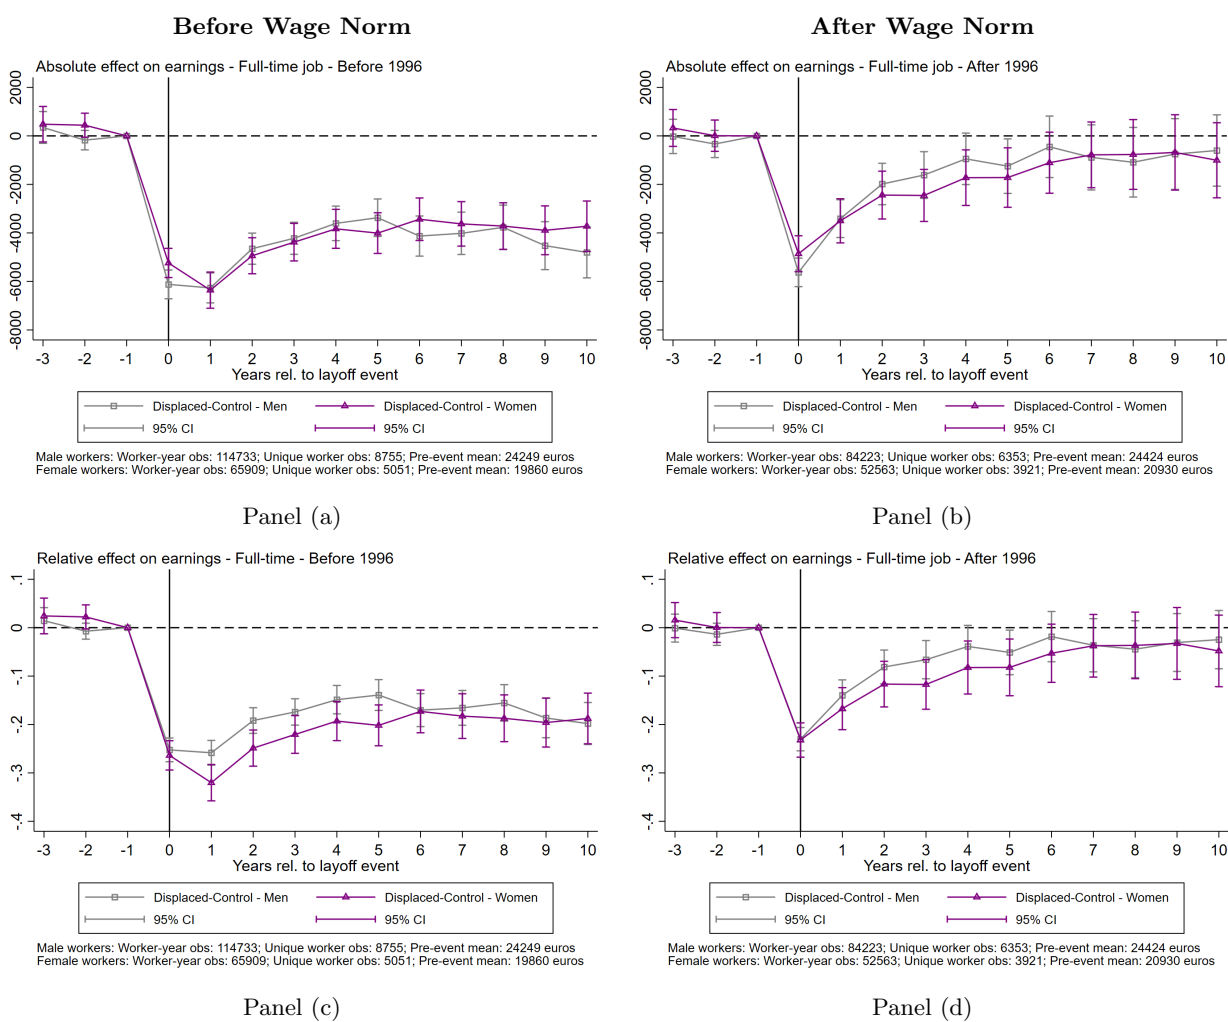 Before Wage Norm
After Wage Norm
Absolute effect on earnings - Full-time job - Before 1996
2000
0
-2000
-4000
-6000
-8000
-3 -2 -1 0 1 2 3 4 5 6 7 8 9 10
Years rel. to layoff event
Displaced-Control - Men
Displaced-Control - Women
95% CI
95% CI
Male workers: Worker-year obs: 114733; Unique worker obs: 8755; Pre-event mean: 24249 euros
Female workers: Worker-year obs: 65909; Unique worker obs: 5051; Pre-event mean: 19860 euros
Panel (a)
Absolute effect on earnings - Full-time job - After 1996
2000
0
-2000
-4000
-6000
-8000
-3 -2 -1 0 1 2 3 4 5 6 7 8 9 10
Years rel. to layoff event
Displaced-Control - Men
Displaced-Control - Women
95% CI
95% CI
Male workers: Worker-year obs: 84223; Unique worker obs: 6353; Pre-event mean: 24424 euros
Female workers: Worker-year obs: 52563; Unique worker obs: 3921; Pre-event mean: 20930 euros
Panel (b)
Relative effect on earnings - Full-time - Before 1996
.1
0
-.1
-.2
-.3
-.4
-3 -2 -1 0 1 2 3 4 5 6 7 8 9 10
Years rel. to layoff event
Displaced-Control - Men
Displaced-Control - Women
95% CI
95% CI
Male workers: Worker-year obs: 114733; Unique worker obs: 8755; Pre-event mean: 24249 euros
Female workers: Worker-year obs: 65909; Unique worker obs: 5051; Pre-event mean: 19860 euros
Panel (c)
Relative effect on earnings - Full-time job - After 1996
.1
0
-.1
-.2
-.3
-.4
-3 -2 -1 0 1 2 3 4 5 6 7 8 9 10
Years rel. to layoff event
Displaced-Control - Men
Displaced-Control - Women
95% CI
95% CI
Male workers: Worker-year obs: 84223; Unique worker obs: 6353; Pre-event mean: 24424 euros
Female workers: Worker-year obs: 52563; Unique worker obs: 3921; Pre-event mean: 20930 euros
Panel (d)